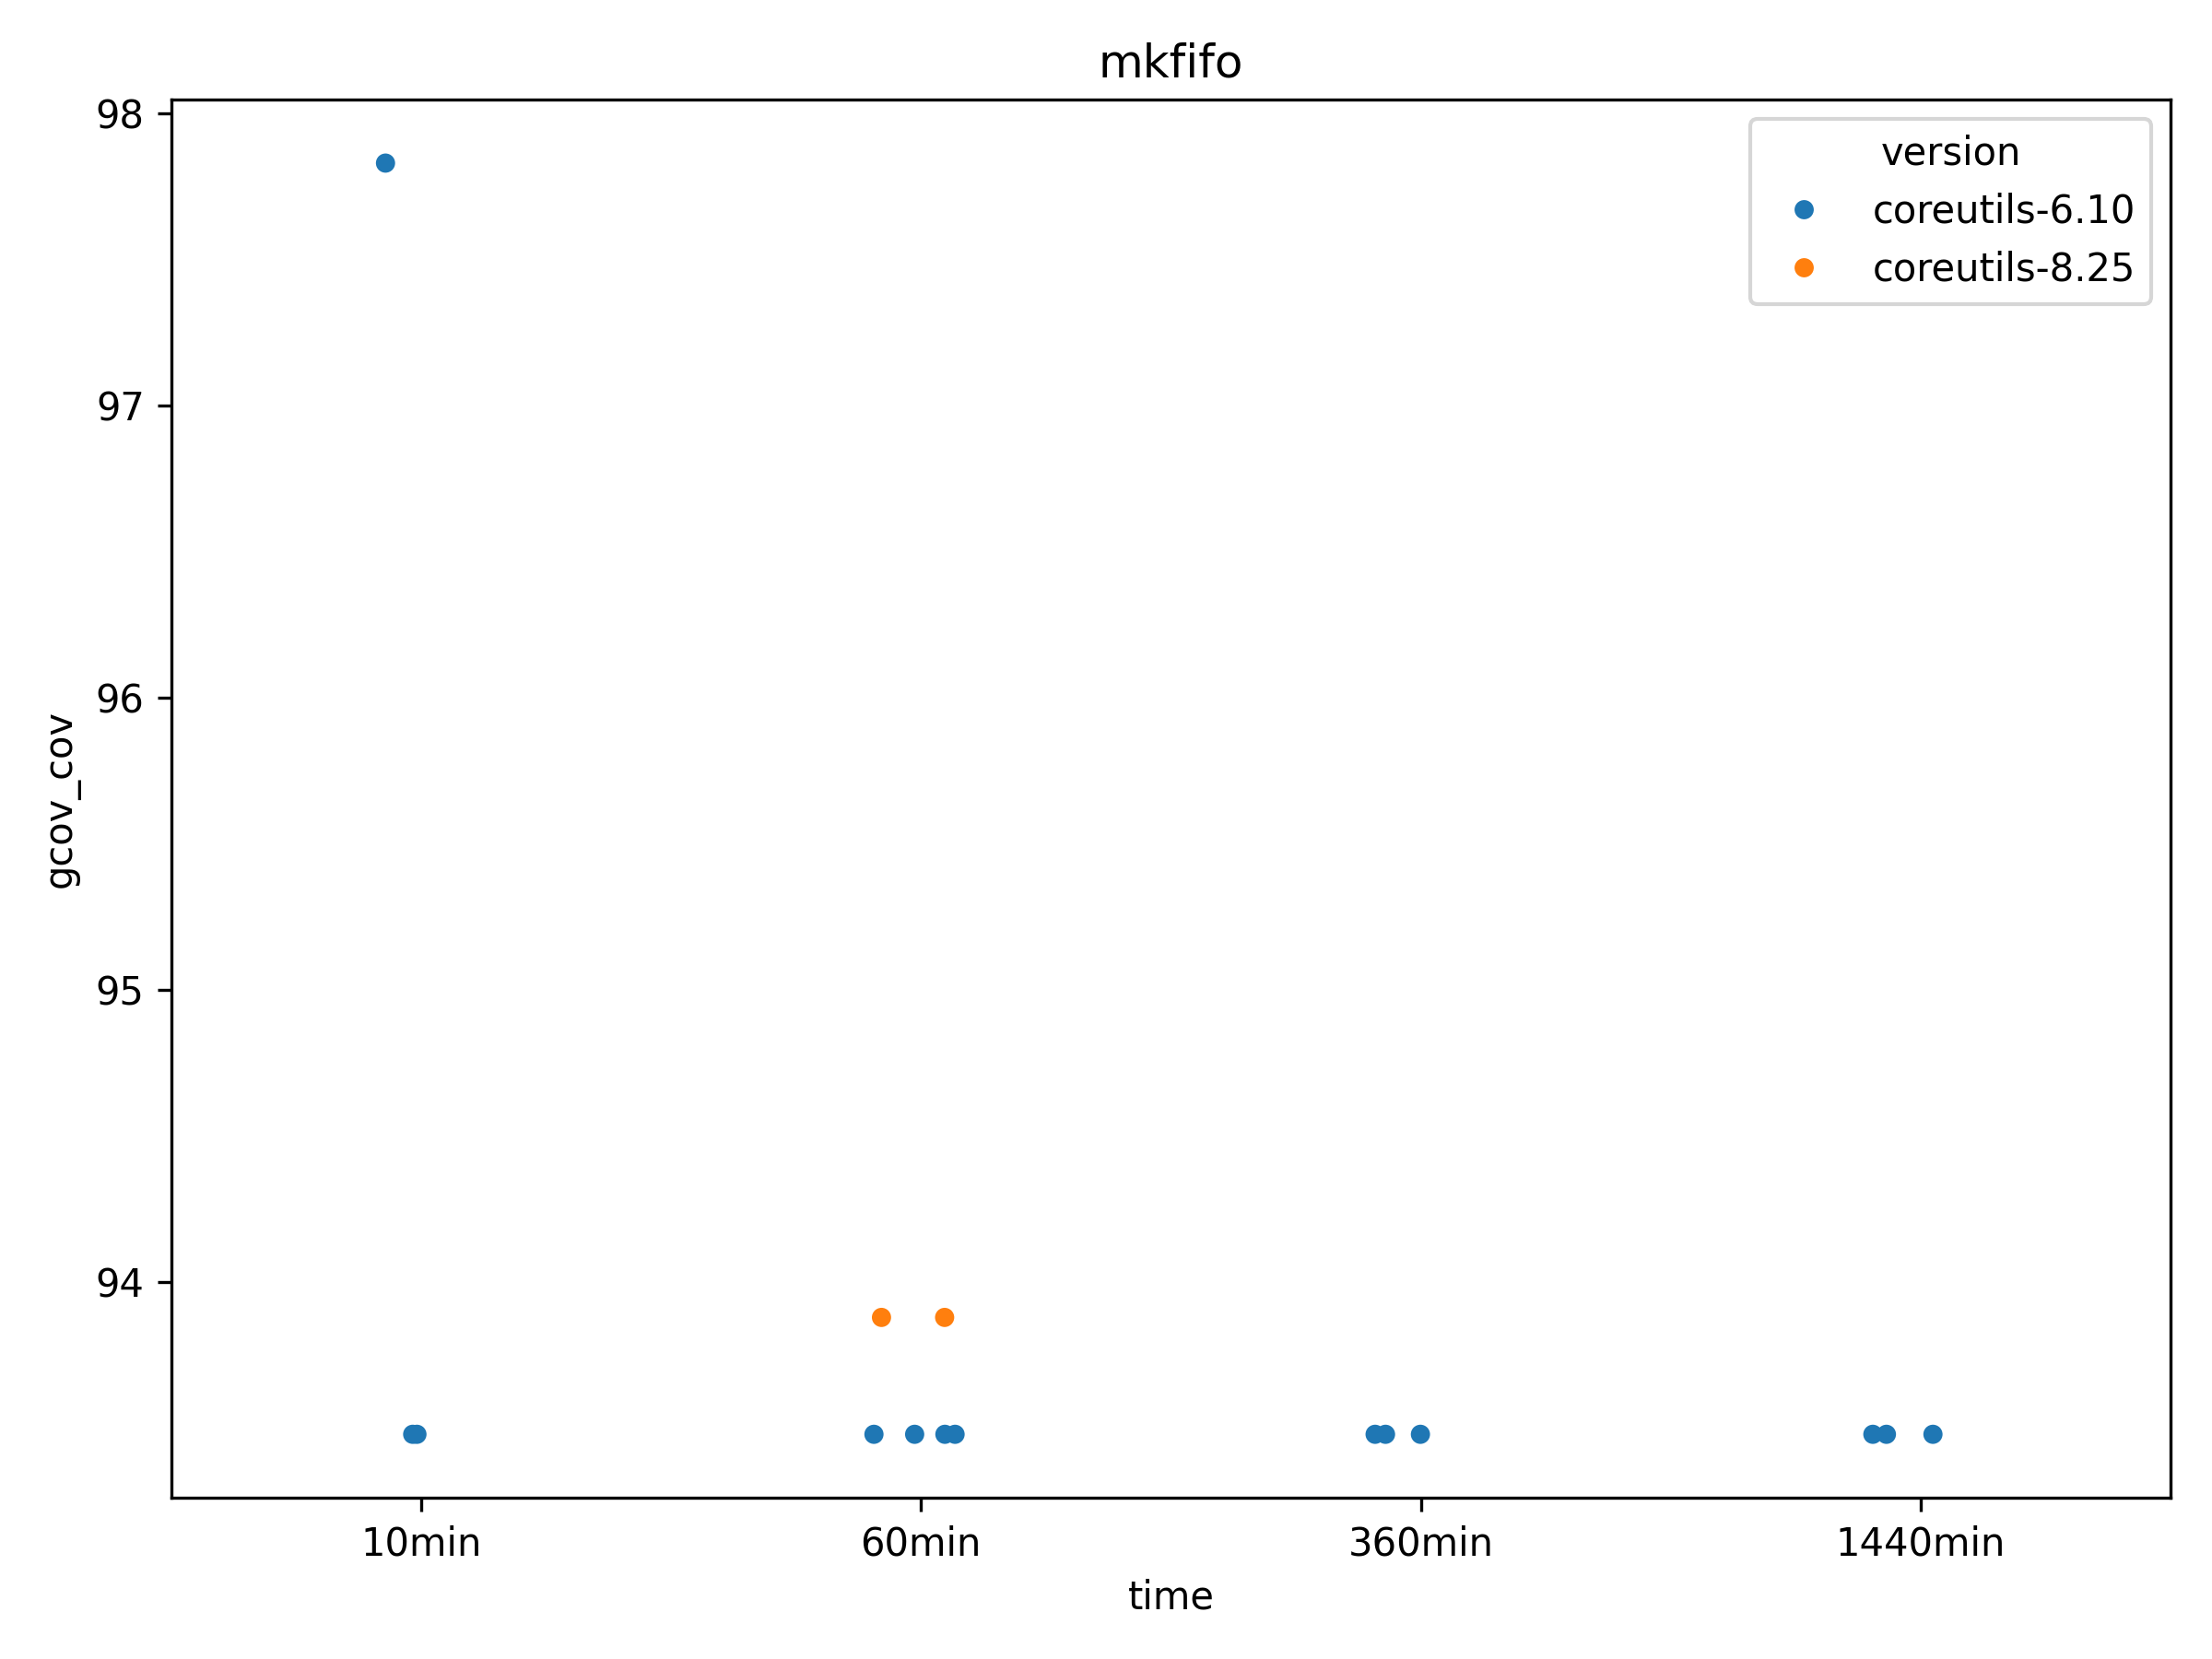 mkfifo
98
97
96
95
94
gcov_cov
version
coreutils-6.10
coreutils-8.25
10min
60min
360min
1440min
time